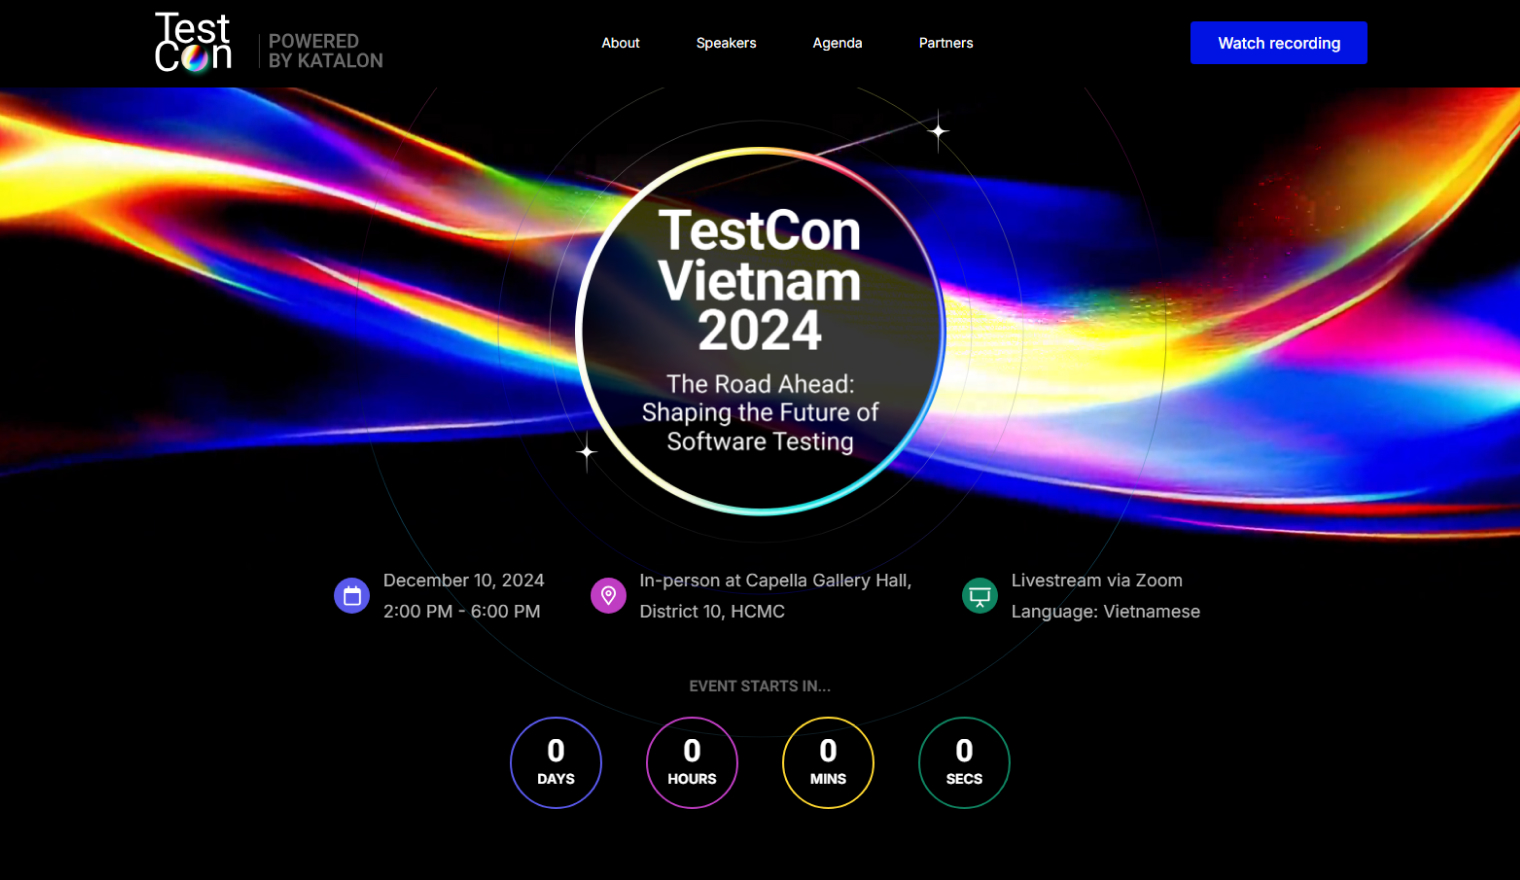 Test
Con
POWERED
BY KATALON
About
Speakers
Agenda
Partners
Watch recording
TestCon
Vietnam
2024
The Road Ahead:
Shaping the Future of
Software Testing
December 10, 2024
2:00 PM - 6:00 PM
In-person at Capella Gallery Hall,
District 10, HCMC
Livestream via Zoom
Language: Vietnamese
EVENT STARTS IN...
0
DAYS
0
HOURS
0
MINS
0
SECS